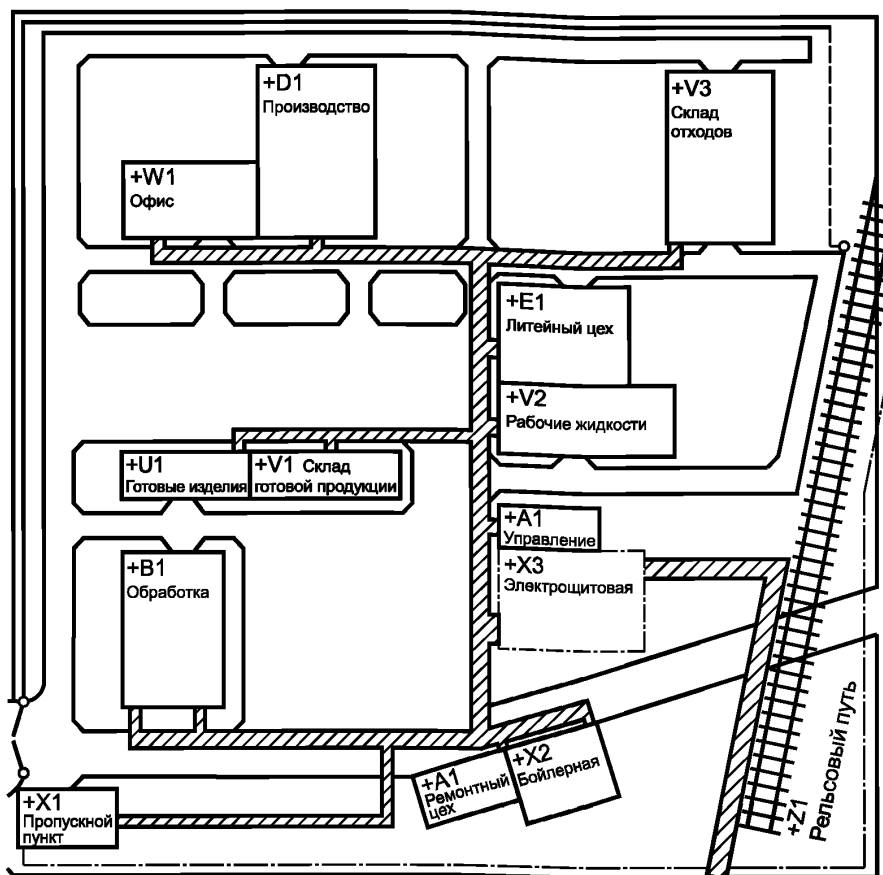 +D1
Производство
+V3
Склад
отходов
+W1
Офис
+E1
Литейный цех
+V2
Рабочие жидкости
+U1
Готовые изделия
+V1 Склад
готовой продукции
+A1
Управление
+X3
Электрощитовая
+B1
Обработка
+X1
Пропускной
пункт
+A1
Ремонтный
цех
+X2
Бойлерная
+Z1
Рельсовый путь